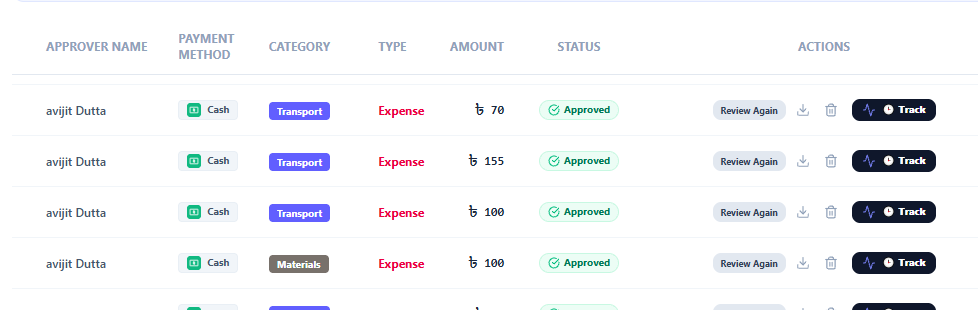 APPROVER NAME PAYMENT METHOD CATEGORY TYPE AMOUNT STATUS ACTIONS
avijit Dutta Cash Transport Expense ৳ 70 Approved Review Again Track
avijit Dutta Cash Transport Expense ৳ 155 Approved Review Again Track
avijit Dutta Cash Transport Expense ৳ 100 Approved Review Again Track
avijit Dutta Cash Materials Expense ৳ 100 Approved Review Again Track